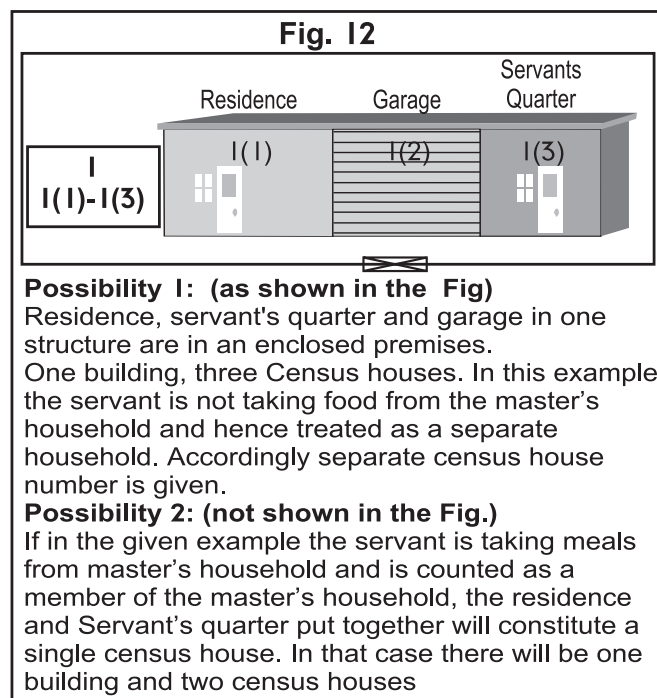 Fig. 12
Servants
Residence Garage Quarter
1(1) 1(2) 1(3)
1
1(1)-1(3)
Possibility 1: (as shown in the Fig)
Residence, servant's quarter and garage in one
structure are in an enclosed premises.
One building, three Census houses. In this example
the servant is not taking food from the master's
household and hence treated as a separate
household. Accordingly separate census house
number is given.
Possibility 2: (not shown in the Fig.)
If in the given example the servant is taking meals
from master's household and is counted as a
member of the master's household, the residence
and Servant's quarter put together will constitute a
single census house. In that case there will be one
building and two census houses